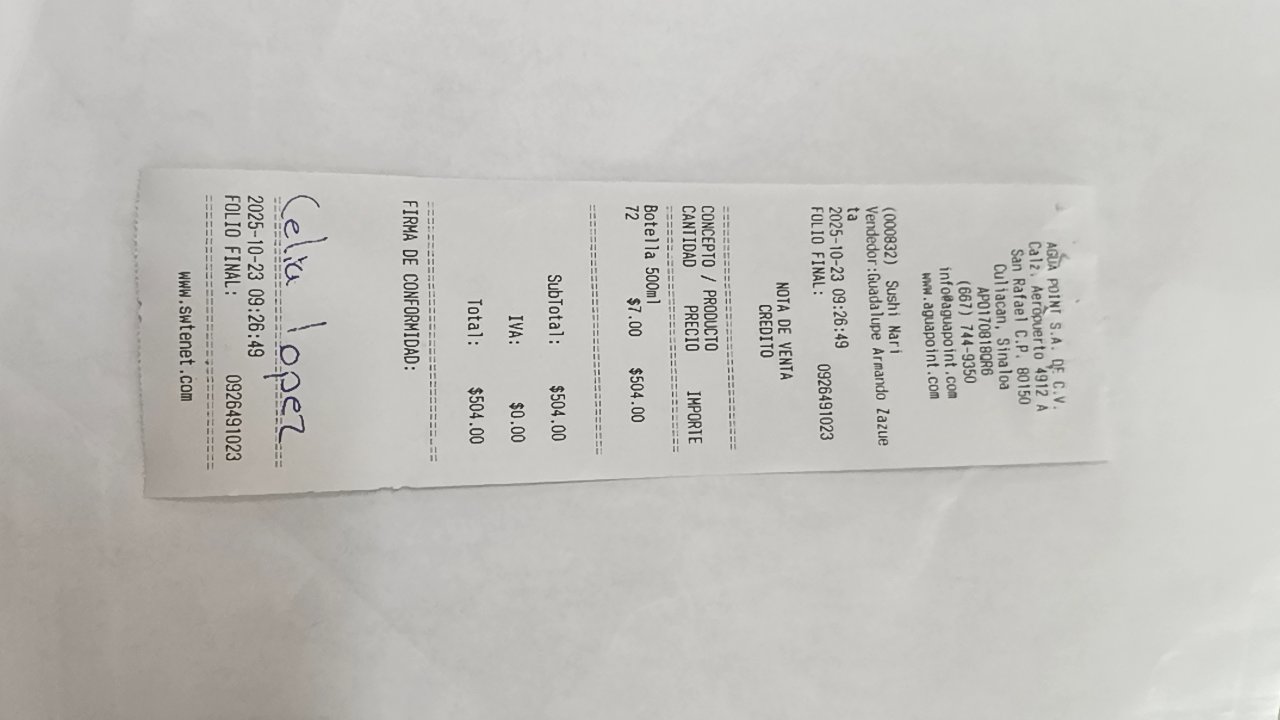 AGUA POINT S.A. DE C.V.
Calz. Aeropuerto 4912 A
San Rafael C.P. 80150
Culiacan, Sinaloa
APO170818QR6
(667) 744-9350
info@aguapoint.com
www.aguapoint.com
(000832) Sushi Nari
Vendedor:Guadalupe Armando Zazue
ta
2025-10-23 09:26:49
FOLIO FINAL: 0926491023
NOTA DE VENTA
CREDITO
CONCEPTO / PRODUCTO
CANTIDAD PRECIO IMPORTE
Botella 500ml
72 $7.00 $504.00
SubTotal: $504.00
IVA: $0.00
Total: $504.00
FIRMA DE CONFORMIDAD:
Celia lopez
2025-10-23 09:26:49
FOLIO FINAL: 0926491023
www.swtenet.com